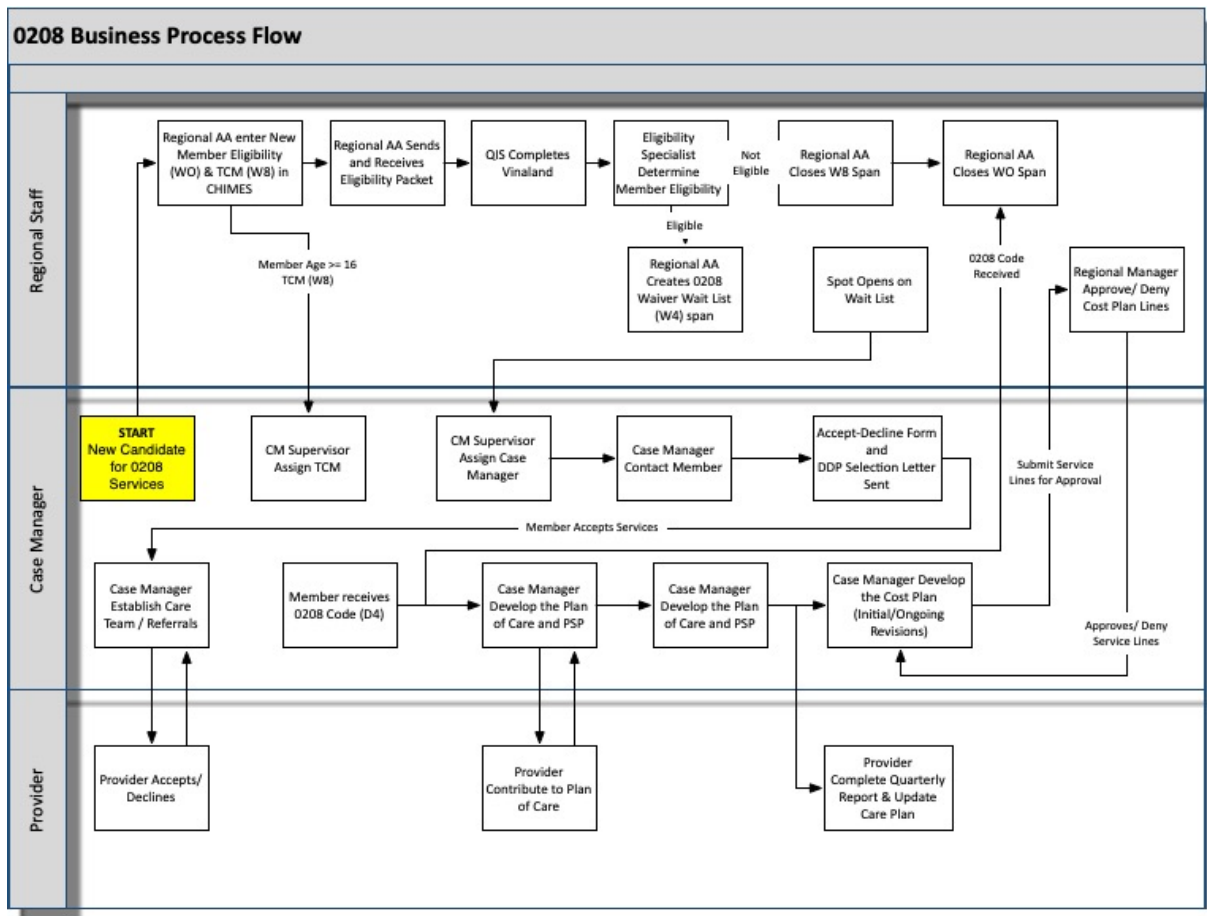 0208 Business Process Flow
Regional Staff
Regional AA enter New
Member Eligibility
(WO) & TCM (W8) in
CHIMES
Regional AA Sends
and Receives
Eligibility Packet
QIS Completes
Vinaland
Eligibility
Specialist
Determine
Member Eligibility
Not
Eligible
Regional AA
Closes W8 Span
Regional AA
Closes WO Span
Eligible
Member Age >= 16
TCM (W8)
Regional AA
Creates 0208
Waiver Wait List
(W4) span
Spot Opens on
Wait List
0208 Code
Received
Regional Manager
Approve/ Deny
Cost Plan Lines
Case Manager
START
New Candidate
for 0208
Services
CM Supervisor
Assign TCM
CM Supervisor
Assign Case
Manager
Case Manager
Contact Member
Accept-Decline Form
and
DDP Selection Letter
Sent
Submit Service
Lines for Approval
Member Accepts Services
Case Manager
Establish Care
Team / Referrals
Member receives
0208 Code (D4)
Case Manager
Develop the Plan
of Care and PSP
Case Manager
Develop the Plan
of Care and PSP
Case Manager Develop
the Cost Plan
(Initial/Ongoing
Revisions)
Approves/ Deny
Service Lines
Provider
Provider Accepts/
Declines
Provider
Contribute to Plan
of Care
Provider
Complete Quarterly
Report & Update
Care Plan